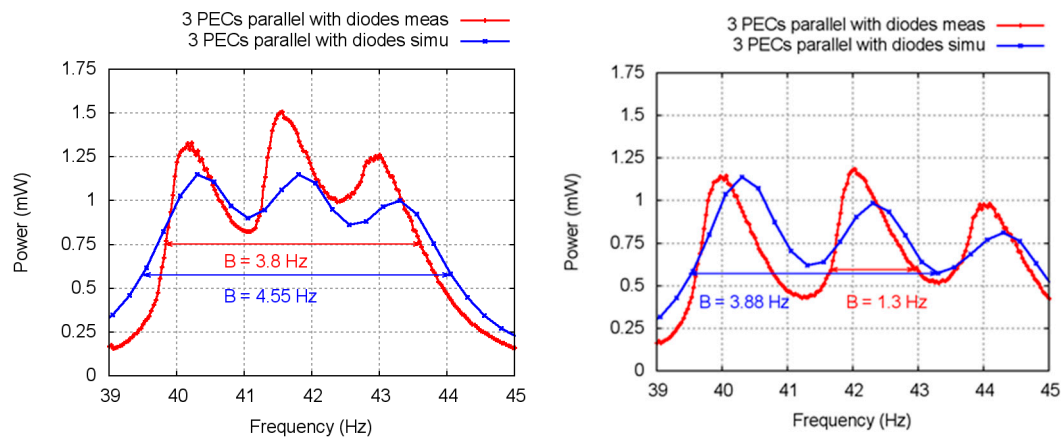 3 PECs parallel with diodes meas
3 PECs parallel with diodes simu
1.75
1.5
1.25
1
0.75
0.5
0.25
0
Power (mW)
B = 3.8 Hz
B = 4.55 Hz
39 40 41 42 43 44 45
Frequency (Hz)
3 PECs parallel with diodes meas
3 PECs parallel with diodes simu
1.75
1.5
1.25
1
0.75
0.5
0.25
0
Power (mW)
B = 3.88 Hz
B = 1.3 Hz
39 40 41 42 43 44 45
Frequency (Hz)